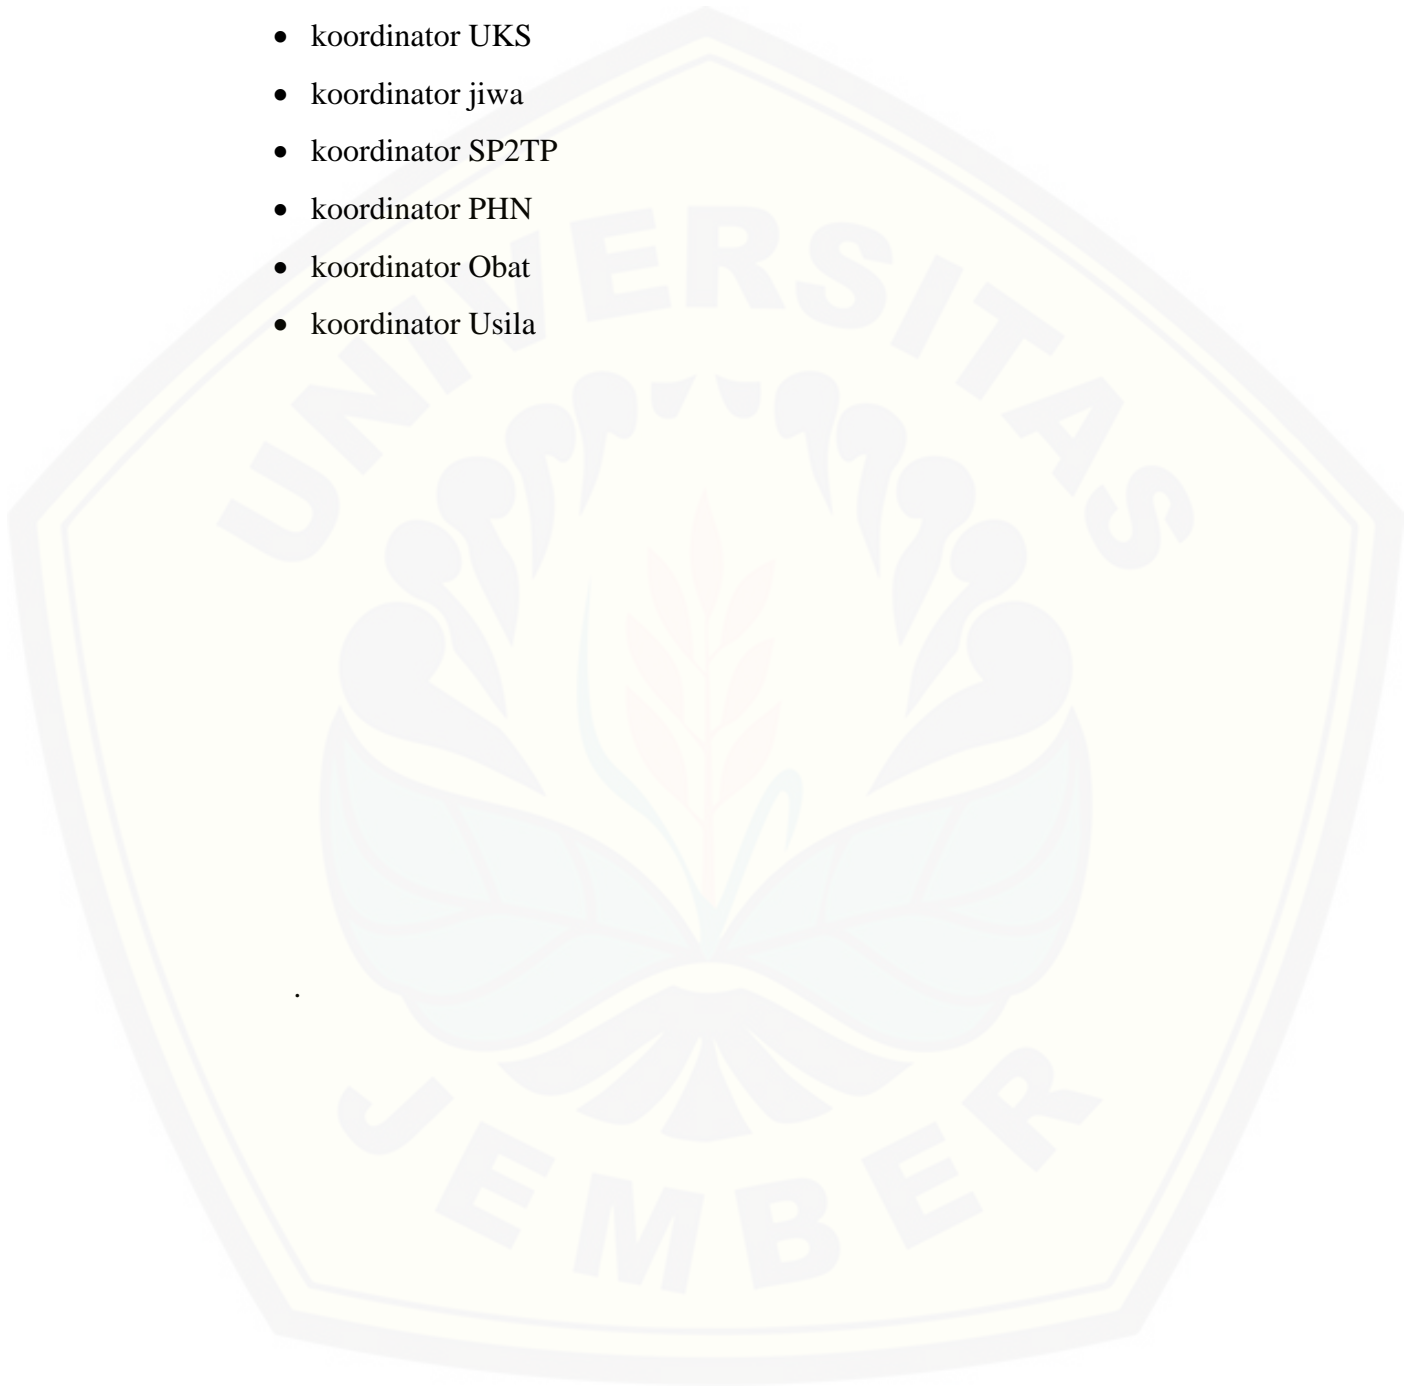 • koordinator UKS
• koordinator jiwa
• koordinator SP2TP
• koordinator PHN
• koordinator Obat
• koordinator Usila
UNIVERSITAS
.
JEMBER